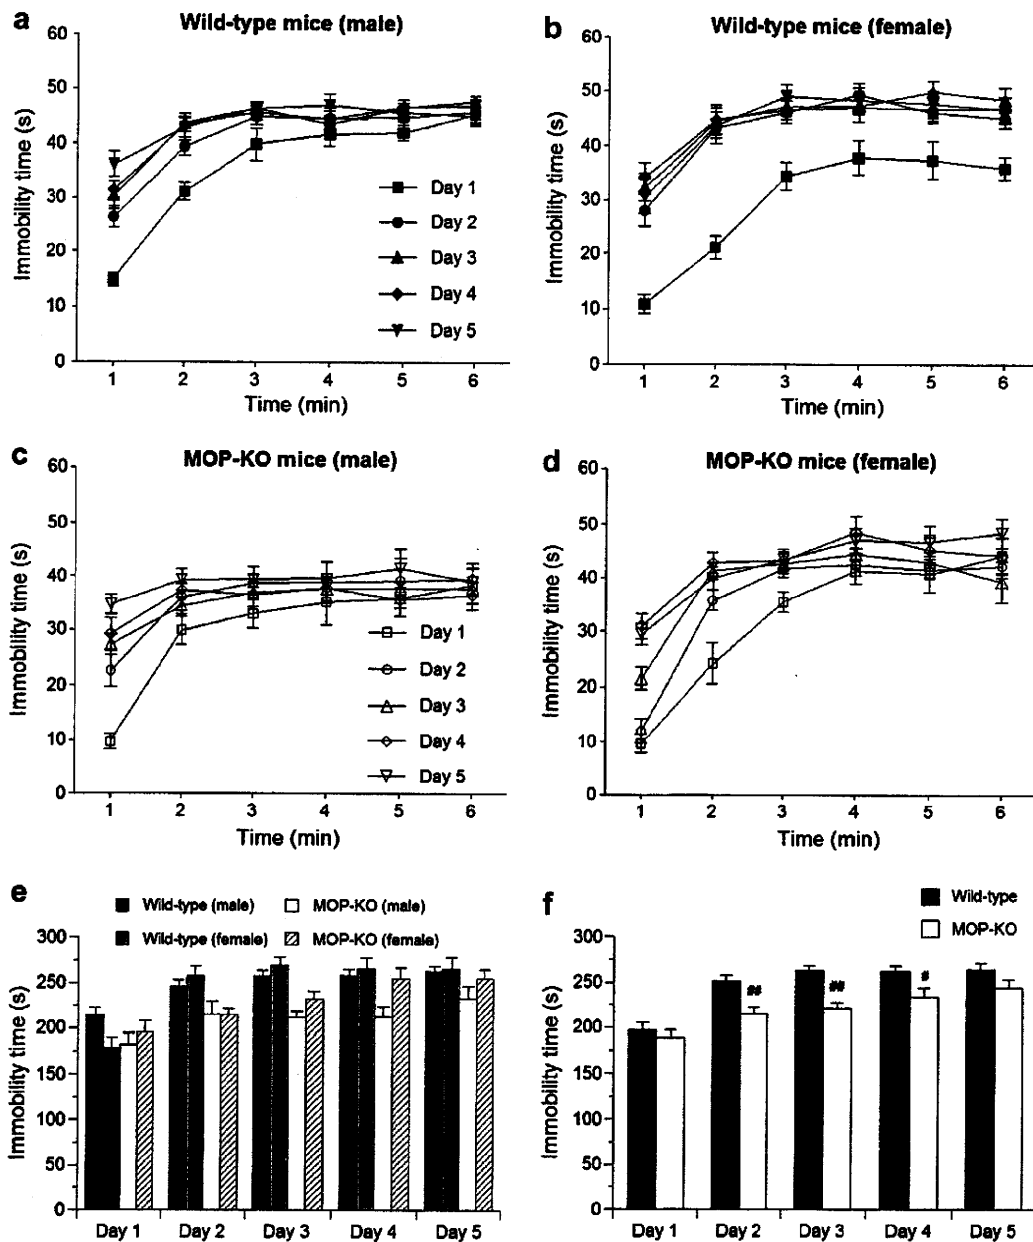 a
Wild-type mice (male)
60
50
40
30
20
10
0
Immobility time (s)
Day 1
Day 2
Day 3
Day 4
Day 5
1 2 3 4 5 6
Time (min)
b
Wild-type mice (female)
60
50
40
30
20
10
0
Immobility time (s)
1 2 3 4 5 6
Time (min)
c
MOP-KO mice (male)
60
50
40
30
20
10
0
Immobility time (s)
Day 1
Day 2
Day 3
Day 4
Day 5
1 2 3 4 5 6
Time (min)
d
MOP-KO mice (female)
60
50
40
30
20
10
0
Immobility time (s)
1 2 3 4 5 6
Time (min)
e
Wild-type (male) MOP-KO (male)
Wild-type (female) MOP-KO (female)
300
250
200
150
100
50
0
Immobility time (s)
Day 1 Day 2 Day 3 Day 4 Day 5
f
Wild-type
MOP-KO
300
250
200
150
100
50
0
Immobility time (s)
## ## #
Day 1 Day 2 Day 3 Day 4 Day 5